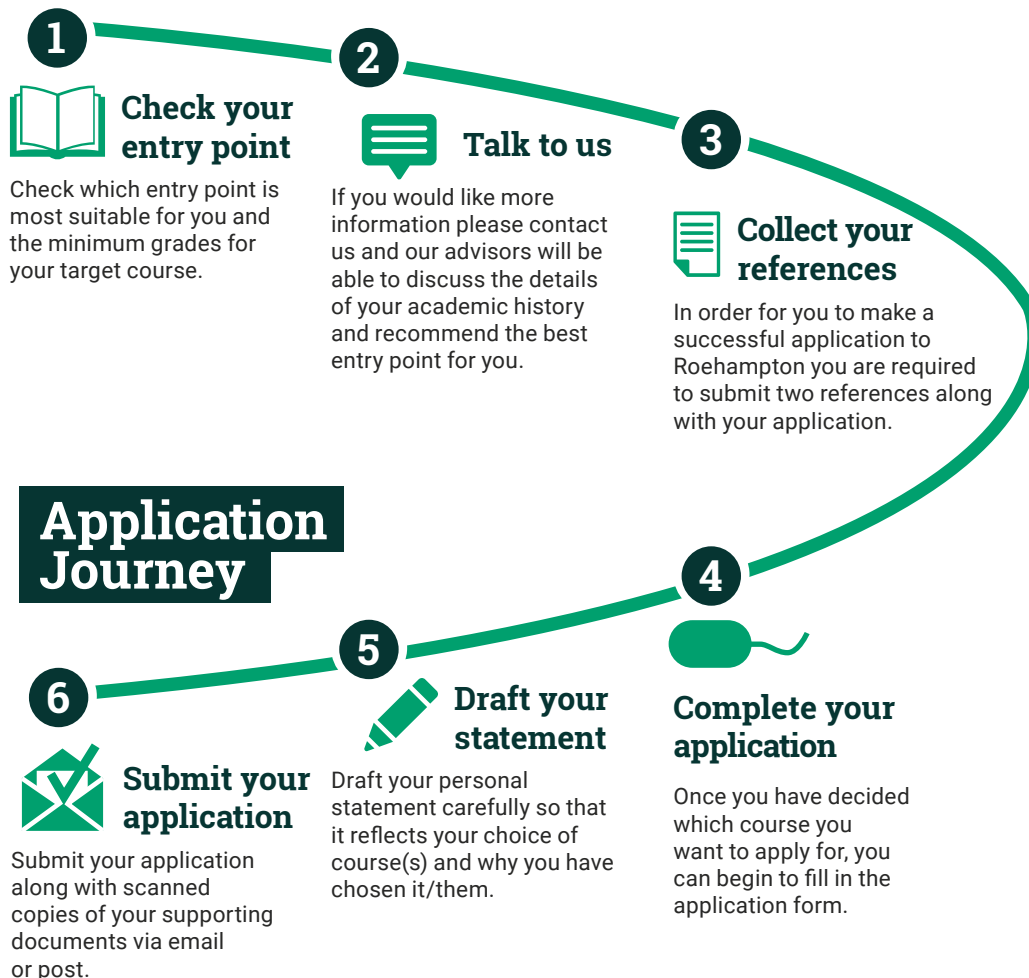 1
Check your
entry point
Check which entry point is
most suitable for you and
the minimum grades for
your target course.
2
Talk to us
If you would like more
information please contact
us and our advisors will be
able to discuss the details
of your academic history
and recommend the best
entry point for you.
3
Collect your
references
In order for you to make a
successful application to
Roehampton you are required
to submit two references along
with your application.
Application
Journey
4
Complete your
application
Once you have decided
which course you
want to apply for, you
can begin to fill in the
application form.
5
Draft your
statement
Draft your personal
statement carefully so that
it reflects your choice of
course(s) and why you have
chosen it/them.
6
Submit your
application
Submit your application
along with scanned
copies of your supporting
documents via email
or post.